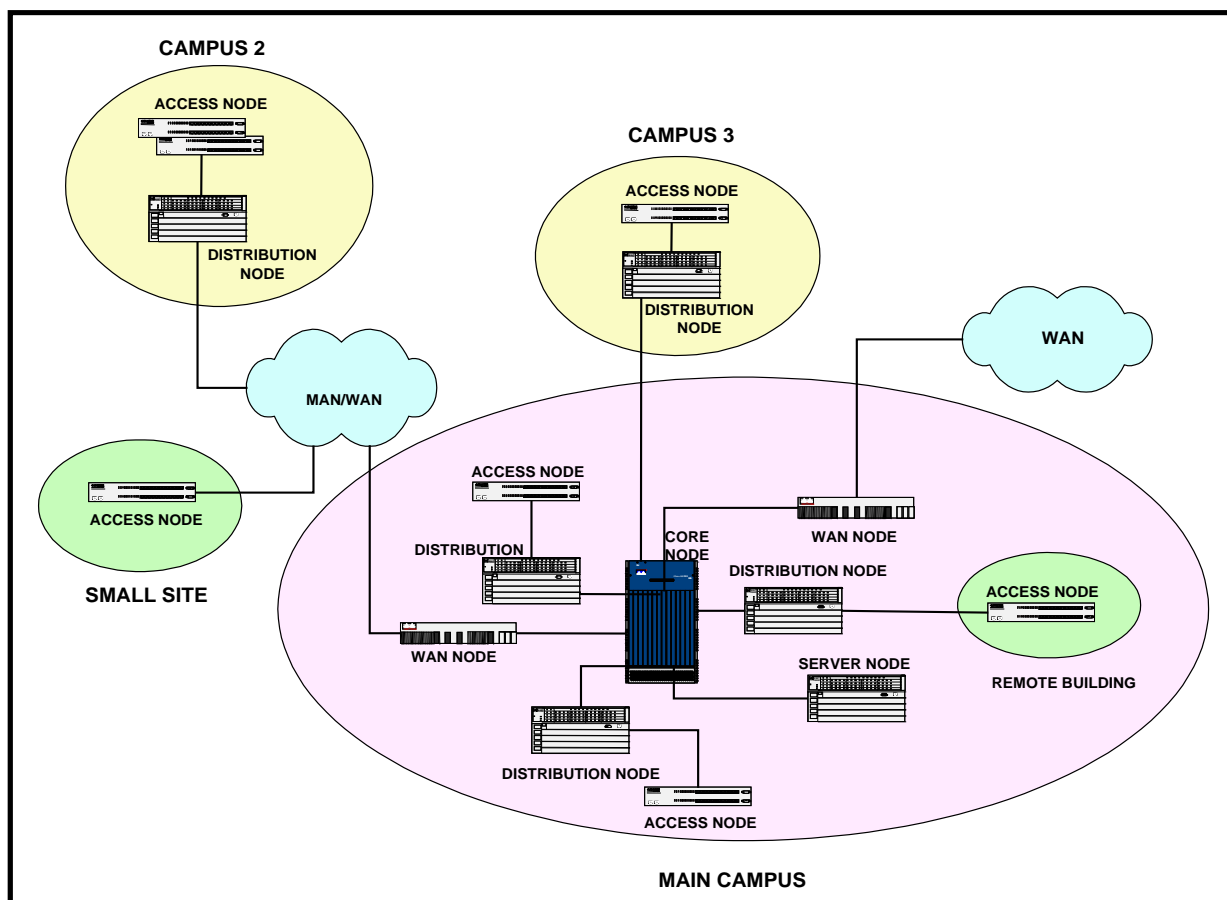 CAMPUS 2
ACCESS NODE
DISTRIBUTION
NODE
CAMPUS 3
ACCESS NODE
DISTRIBUTION
NODE
WAN
MAN/WAN
ACCESS NODE
SMALL SITE
ACCESS NODE
DISTRIBUTION
CORE
NODE
WAN NODE
DISTRIBUTION NODE
ACCESS NODE
REMOTE BUILDING
WAN NODE
SERVER NODE
DISTRIBUTION NODE
ACCESS NODE
MAIN CAMPUS